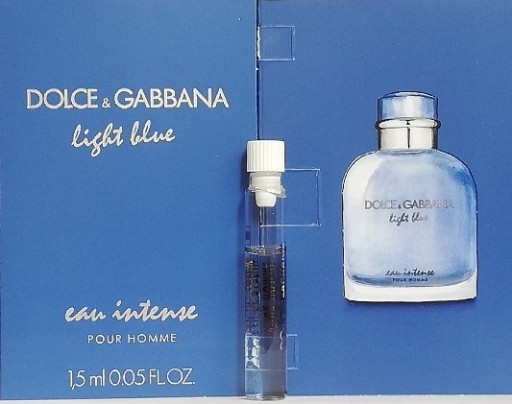 DOLCE & GABBANA
light blue
eau intense
POUR HOMME
1,5 ml 0.05 FL.OZ.
DOLCE & GABBANA
light blue
eau intense
POUR HOMME